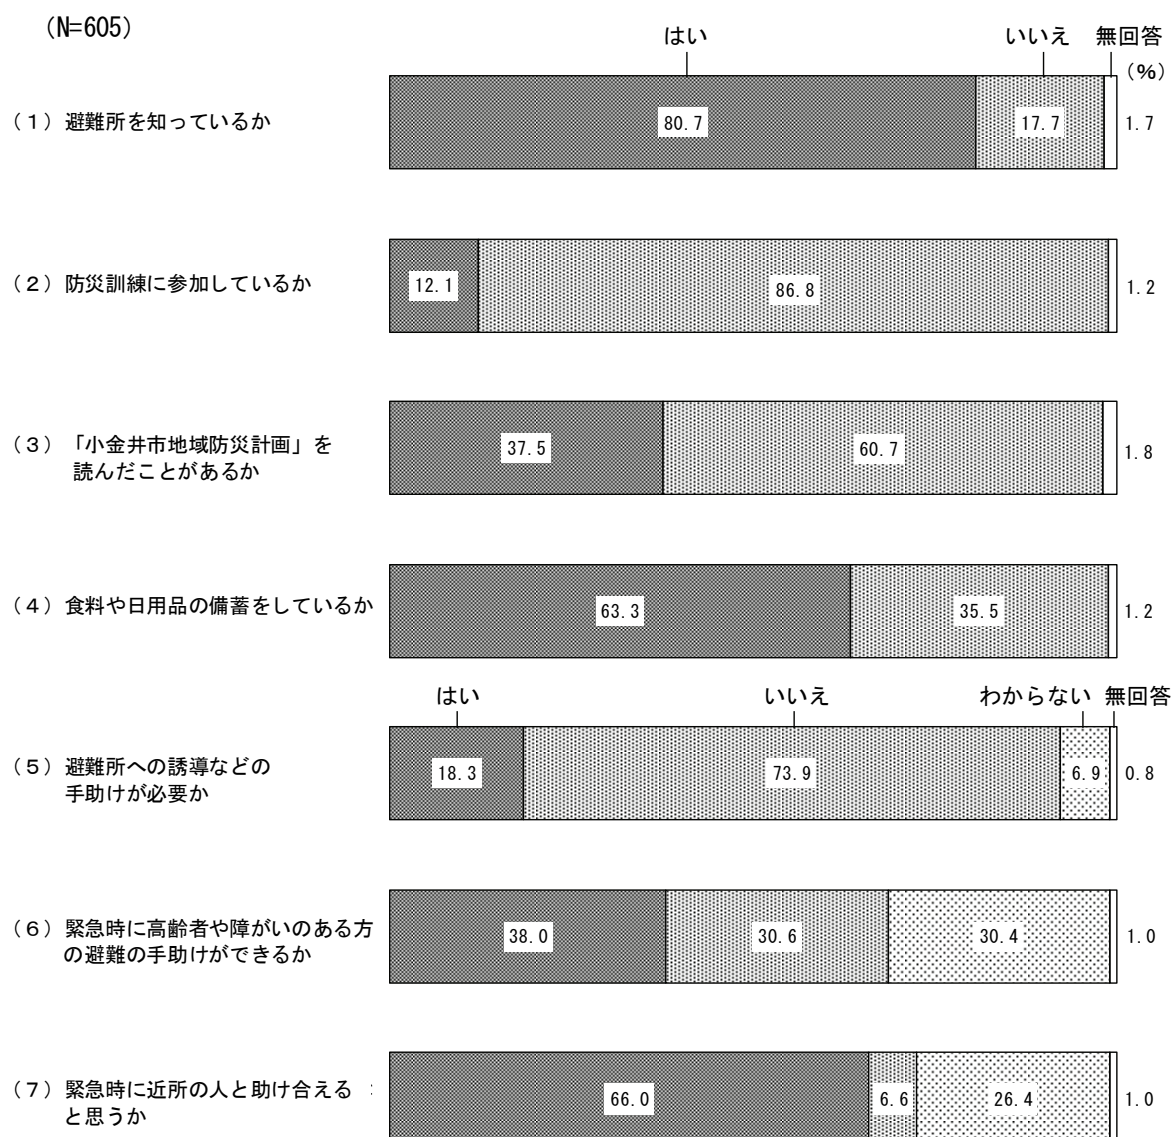 (N=605)
はい いいえ 無回答
(%)
(1)避難所を知っているか 80.7 17.7 1.7
(2)防災訓練に参加しているか 12.1 86.8 1.2
(3)「小金井市地域防災計画」を
読んだことがあるか 37.5 60.7 1.8
(4)食料や日用品の備蓄をしているか 63.3 35.5 1.2
はい いいえ わからない 無回答
(5)避難所への誘導などの
手助けが必要か 18.3 73.9 6.9 0.8
(6)緊急時に高齢者や障がいのある方
の避難の手助けができるか 38.0 30.6 30.4 1.0
(7)緊急時に近所の人と助け合える
と思うか 66.0 6.6 26.4 1.0